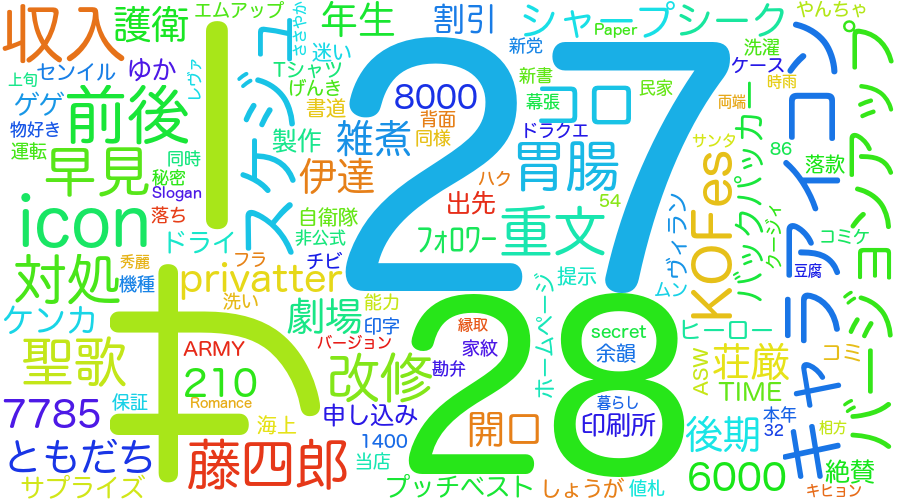 収入
護衛
エムアップ
年生
割引
シャープシーク
やんちゃ
新党
Paper
洗濯
ケース
時雨
上旬
センイル
ゆか
レヴァ
ささやか
迷い
Tシャツ
げんき
書道
8000
背面
同様
新書
幕張
民家
両端
ゲゲ
物好き
運転
前後
スケジュ
製作
雑煮
ドラクエ
コロ
27
サンタ
86
落款
早見
同時
秘密
Slogan
落ち
伊達
出先
ハク
胃腸
54
バックパッカー
キャラアイコン
バージョンアップ
icon
ドライ
自衛隊
非公式
フォロワー
重文
KOFes
ムンヴィラン
クージィ
コミケ
豆腐
対処
秀麗
機種
フラ
チビ
privatter
提示
ホームページ
ケンカ
洗い
劇場
能力
印字
縁取
28
secret
ヒーロー
聖歌
ARMY
バージョン
家紋
勘弁
余韻
荘厳
コミ
ASW
TIME
210
改修
Romance
保証
7785
申し込み
海上
暮らし
印刷所
本年
32
相方
後期
開口
1400
当店
ともだち
藤四郎
サプライズ
プッチベスト
しょうが
値札
6000
絶賛
キヒョン